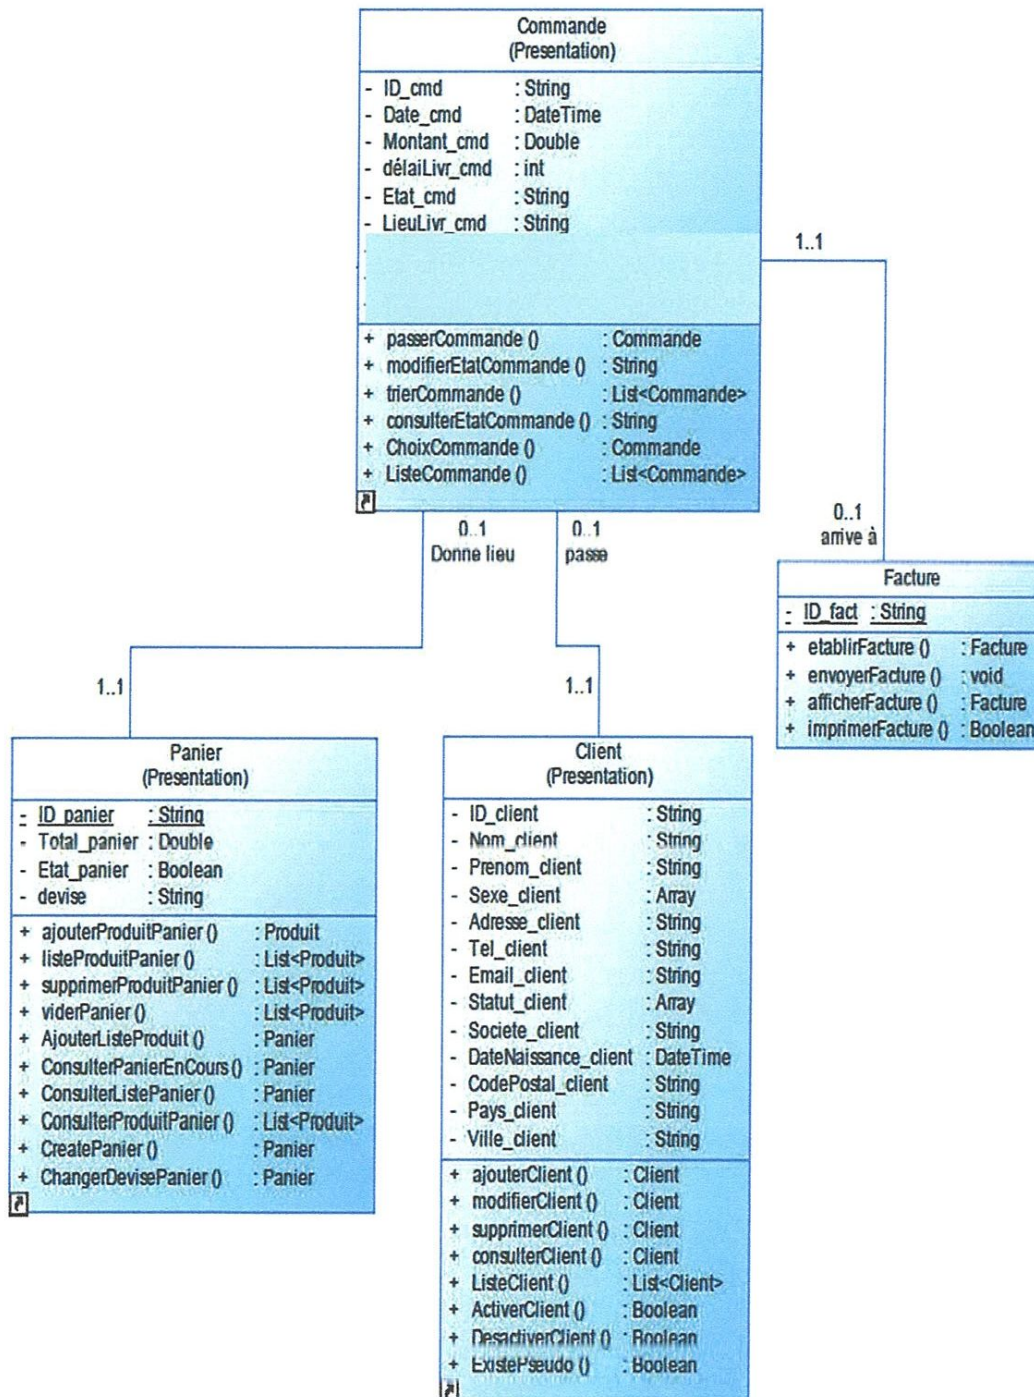 Commande
(Presentation)
- ID_cmd : String
- Date_cmd : DateTime
- Montant_cmd : Double
- délaiLivr_cmd : int
- Etat_cmd : String
- LieuLivr_cmd : String
-
-
-
+ passerCommande () : Commande
+ modifierEtatCommande () : String
+ trierCommande () : List<Commande>
+ consulterEtatCommande () : String
+ ChoixCommande () : Commande
+ ListeCommande () : List<Commande>
1..1
0..1
arrive à
0..1
Donne lieu
0..1
passe
Facture
- ID_fact : String
+ etablirFacture () : Facture
+ envoyerFacture () : void
+ afficherFacture () : Facture
+ imprimerFacture () : Boolean
1..1
1..1
Panier
(Presentation)
- ID_panier : String
- Total_panier : Double
- Etat_panier : Boolean
- devise : String
+ ajouterProduitPanier () : Produit
+ listeProduitPanier () : List<Produit>
+ supprimerProduitPanier () : List<Produit>
+ viderPanier () : List<Produit>
+ AjouterListeProduit () : Panier
+ ConsulterPanierEnCours () : Panier
+ ConsulterListePanier () : Panier
+ ConsulterProduitPanier () : List<Produit>
+ CreatePanier () : Panier
+ ChangerDevisePanier () : Panier
Client
(Presentation)
- ID_client : String
- Nom_client : String
- Prenom_client : String
- Sexe_client : Array
- Adresse_client : String
- Tel_client : String
- Email_client : String
- Statut_client : Array
- Societe_client : String
- DateNaissance_client : DateTime
- CodePostal_client : String
- Pays_client : String
- Ville_client : String
+ ajouterClient () : Client
+ modifierClient () : Client
+ supprimerClient () : Client
+ consulterClient () : Client
+ ListeClient () : List<Client>
+ ActiverClient () : Boolean
+ DesactiverClient () : Boolean
+ ExistePseudo () : Boolean